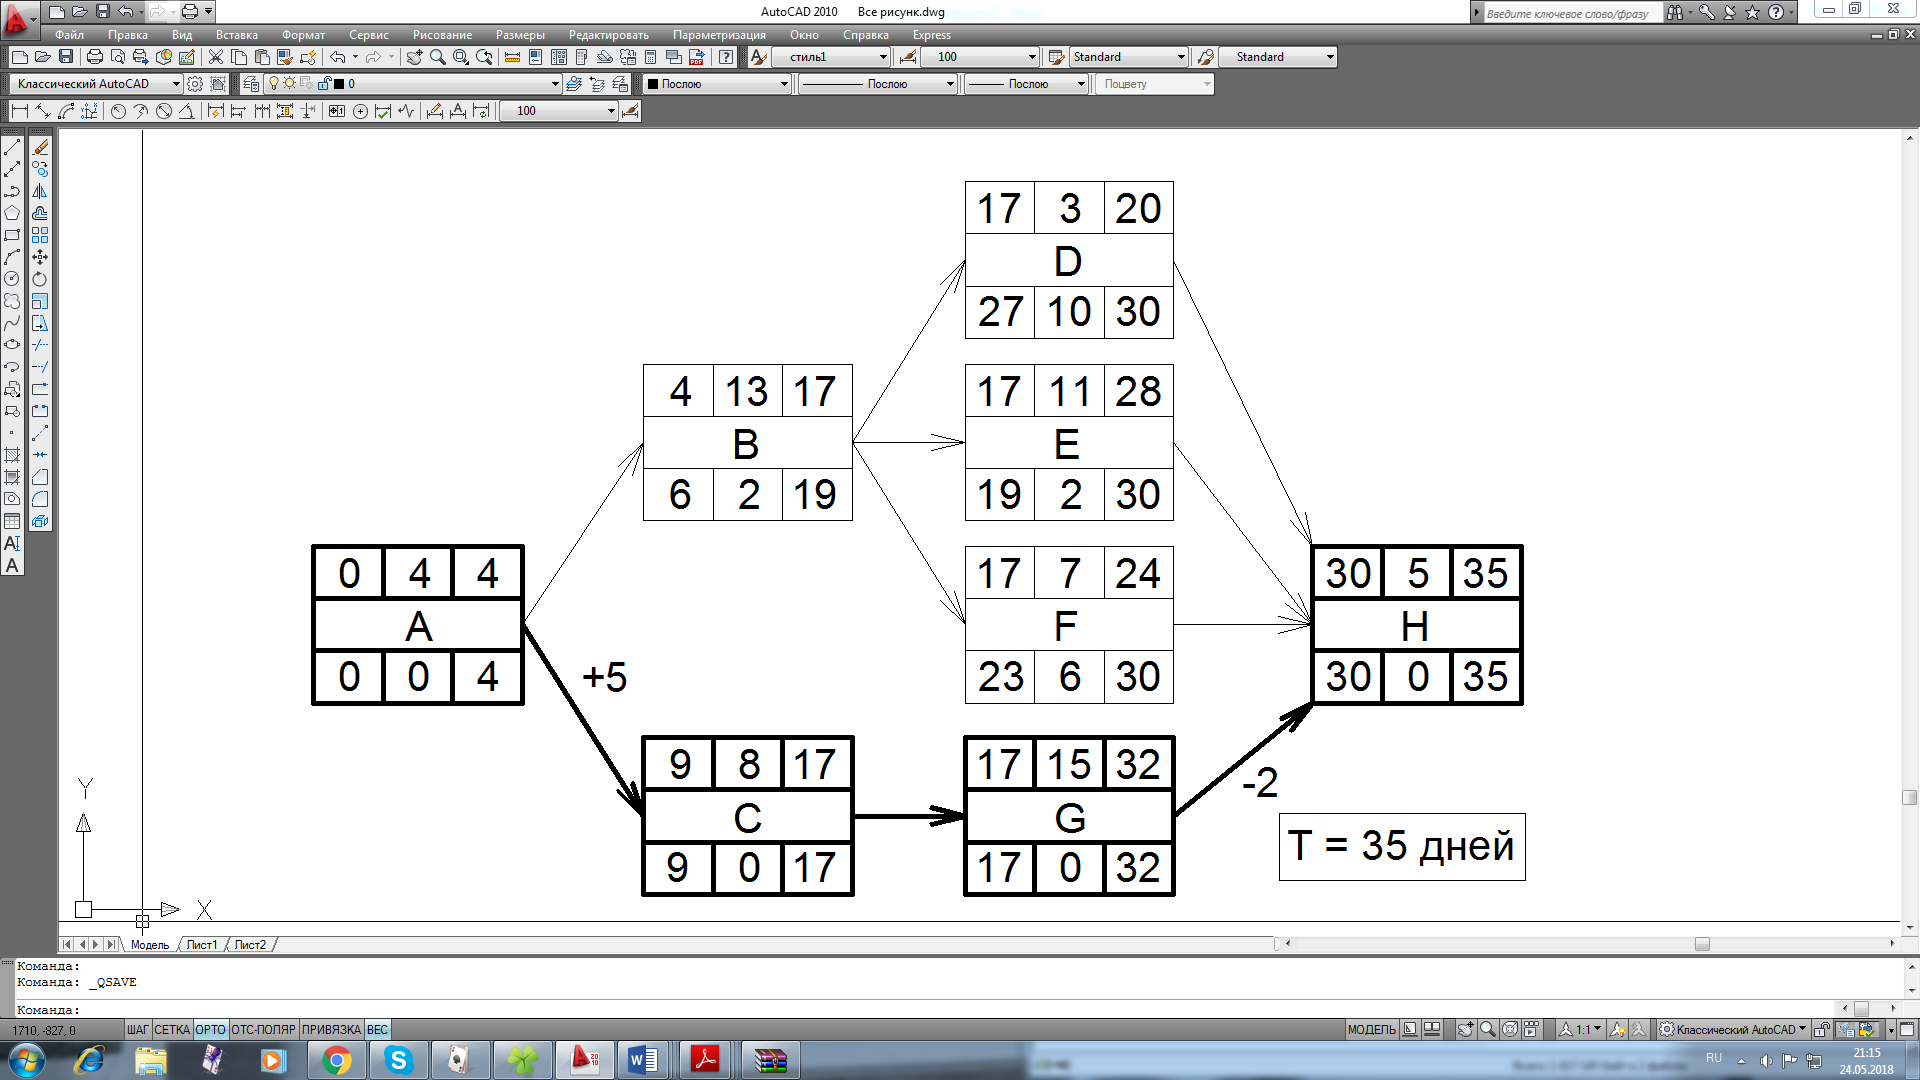 AutoCAD 2010 Все рисунк.dwg
Введите ключевое слово/фразу
Файл Правка Вид Вставка Формат Сервис Рисование Размеры Редактировать Параметризация Окно Справка Express
стиль1 100 Standard Standard
Классический AutoCAD 0 Послою Послою Послою Поцвету
100
17 3 20
D
27 10 30
4 13 17
B
6 2 19
17 11 28
E
19 2 30
0 4 4
A
0 0 4
17 7 24
F
23 6 30
30 5 35
H
30 0 35
+5
9 8 17
C
9 0 17
17 15 32
G
17 0 32
-2
T = 35 дней
Y
X
Модель Лист1 Лист2
Команда:
Команда: _QSAVE
Команда:
1710, -827, 0 ШАГ СЕТКА ОРТО ОТС-ПОЛЯР ПРИВЯЗКА ВЕС МОДЕЛЬ 1:1 Классический AutoCAD
RU 21:15
24.05.2018